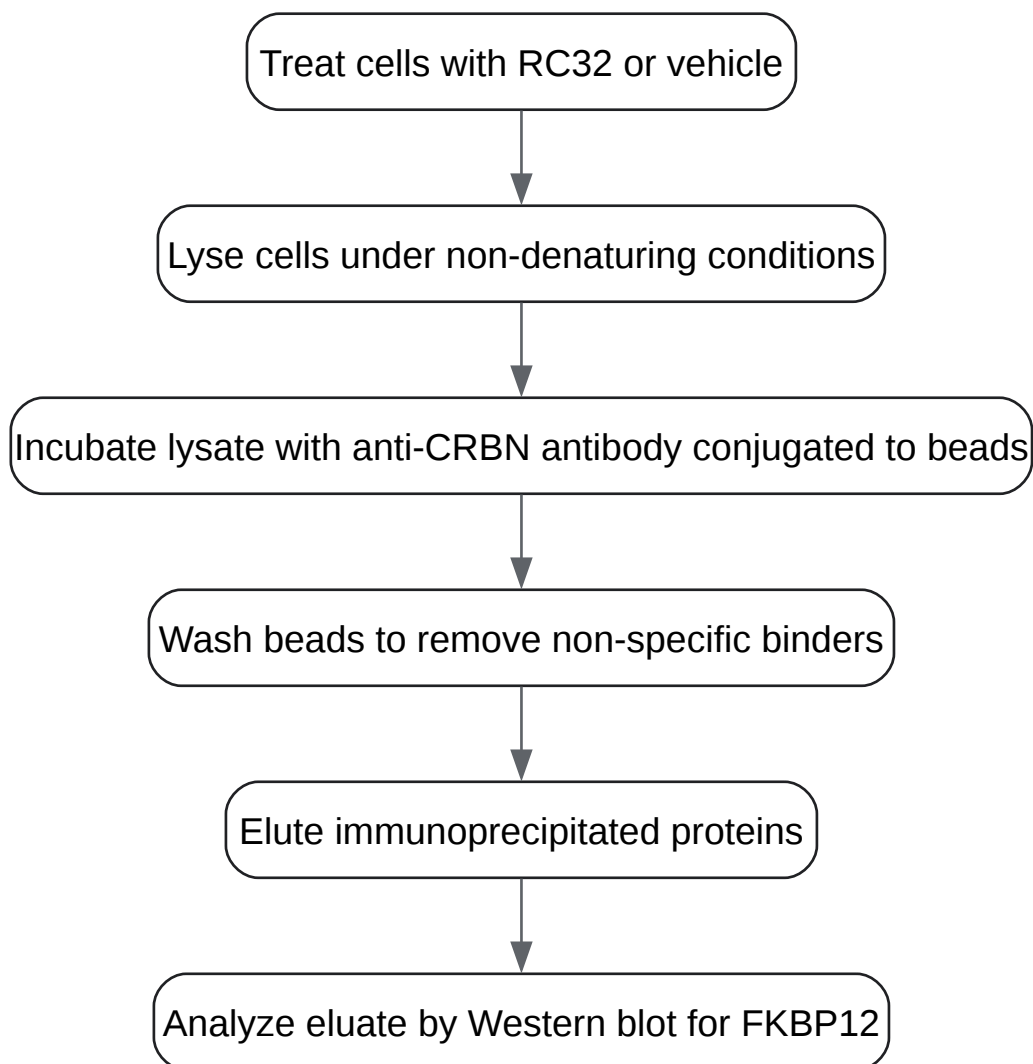 Treat cells with RC32 or vehicle
Lyse cells under non-denaturing conditions
Incubate lysate with anti-CRBN antibody conjugated to beads
Wash beads to remove non-specific binders
Elute immunoprecipitated proteins
Analyze eluate by Western blot for FKBP12